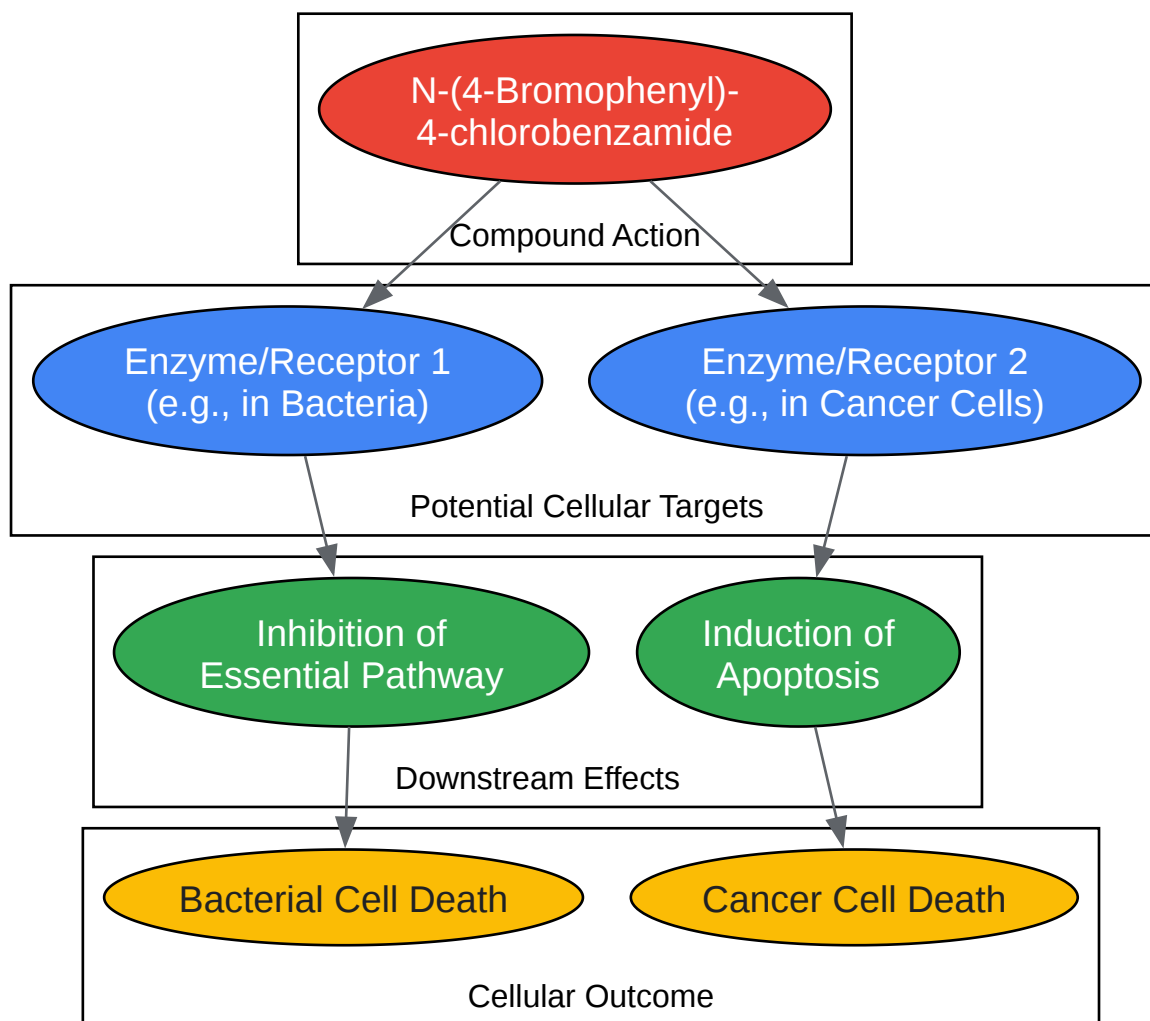 N-(4-Bromophenyl)-
4-chlorobenzamide
Compound Action
Enzyme/Receptor 1
(e.g., in Bacteria)
Enzyme/Receptor 2
(e.g., in Cancer Cells)
Potential Cellular Targets
Inhibition of
Essential Pathway
Induction of
Apoptosis
Downstream Effects
Bacterial Cell Death
Cancer Cell Death
Cellular Outcome